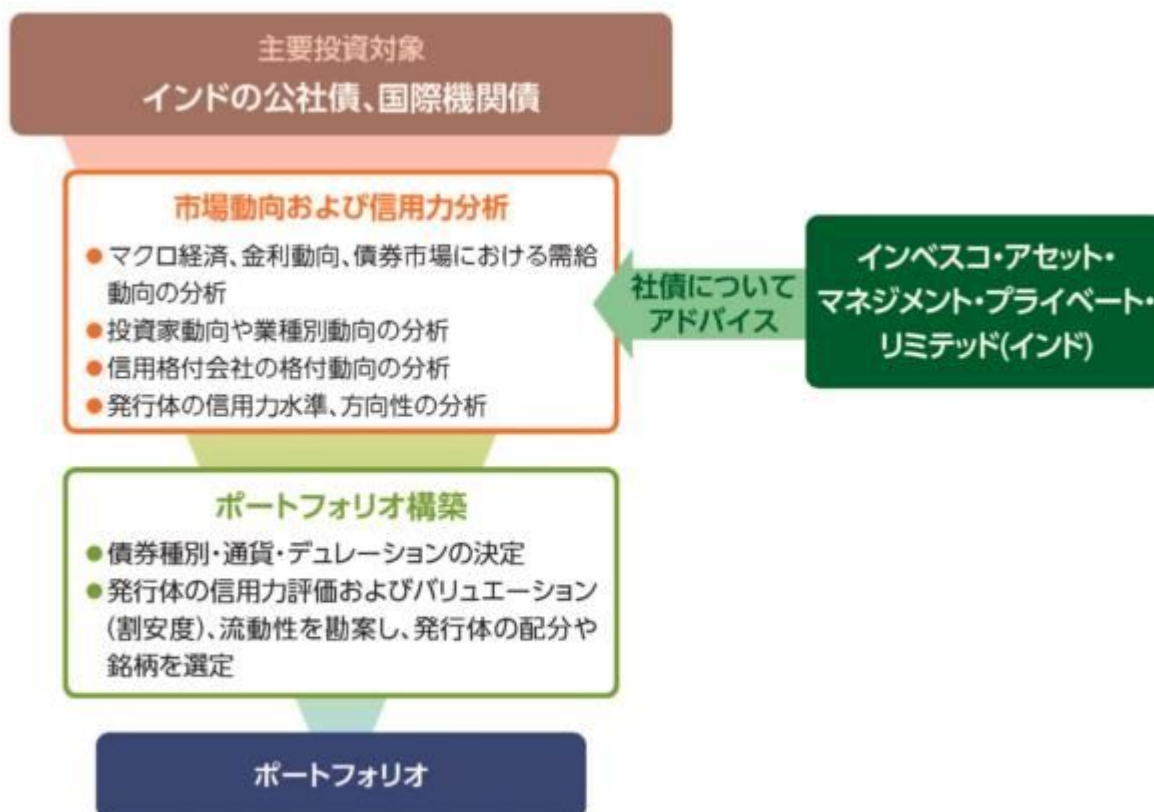 主要投資対象
インドの公社債、国際機関債
市場動向および信用力分析
●マクロ経済、金利動向、債券市場における需給
動向の分析
●投資家動向や業種別動向の分析
●信用格付会社の格付動向の分析
●発行体の信用力水準、方向性の分析
社債について
アドバイス
インベスコ・アセット・
マネジメント・プライベート・
リミテッド(インド)
ポートフォリオ構築
●債券種別・通貨・デュレーションの決定
●発行体の信用力評価およびバリュエーション
(割安度)、流動性を勘案し、発行体の配分や
銘柄を選定
ポートフォリオ